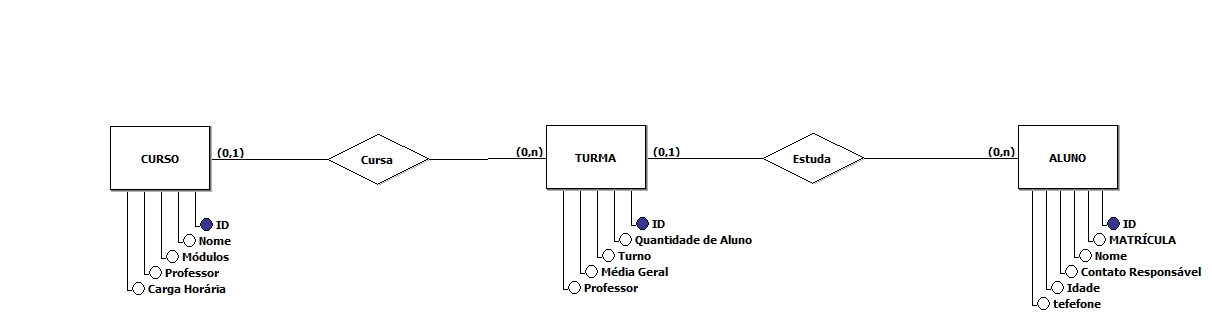 CURSO
(0,1)
Cursa
(0,n)
TURMA
(0,1)
Estuda
(0,n)
ALUNO
ID
Nome
Módulos
Professor
Carga Horária
ID
Quantidade de Aluno
Turno
Média Geral
Professor
ID
MATRÍCULA
Nome
Contato Responsável
Idade
tefefone